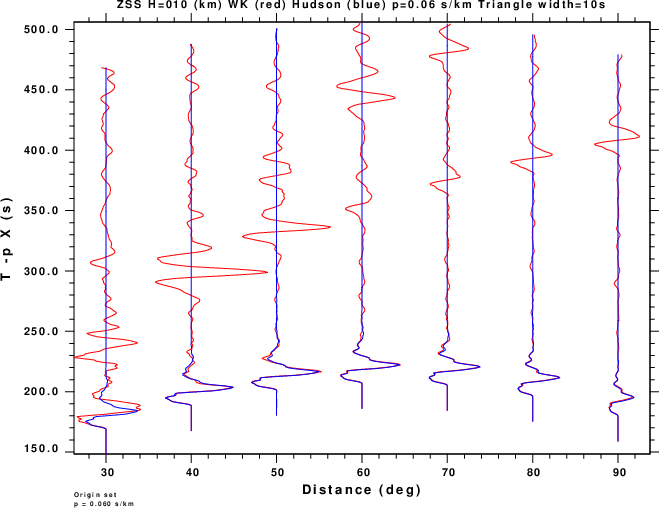 ZSS H=010 (km) WK (red) Hudson (blue) p=0.06 s/km Triangle width=10s
500.0
450.0
400.0
350.0
300.0
250.0
200.0
150.0
T -p X (s)
30 40 50 60 70 80 90
Distance (deg)
Origin set
p = 0.060 s/km